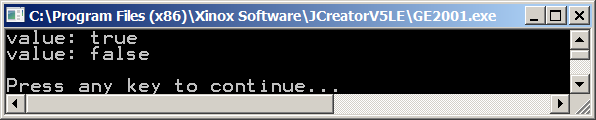 C:\Program Files (x86)\Xinox Software\JCreatorV5LE\GE2001.exe
value: true
value: false
Press any key to continue...